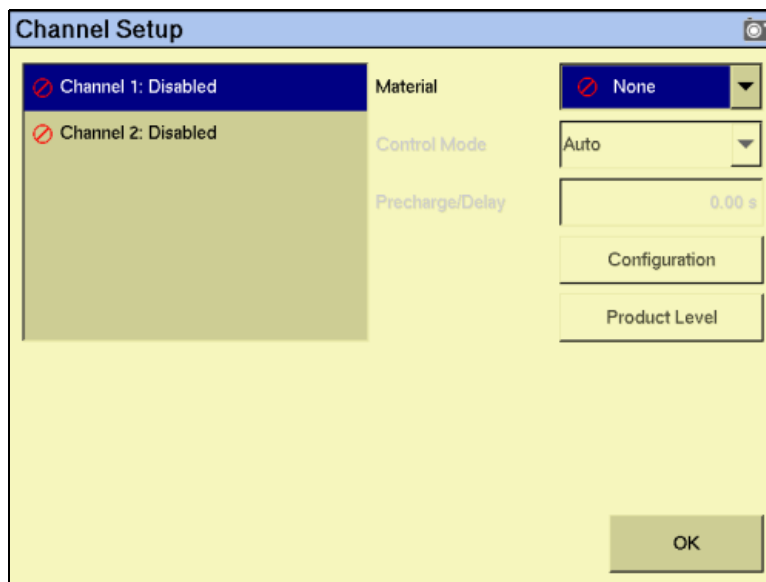 Channel Setup
Channel 1: Disabled
Channel 2: Disabled
Material
None
Control Mode
Auto
Precharge/Delay
0.00 s
Configuration
Product Level
OK